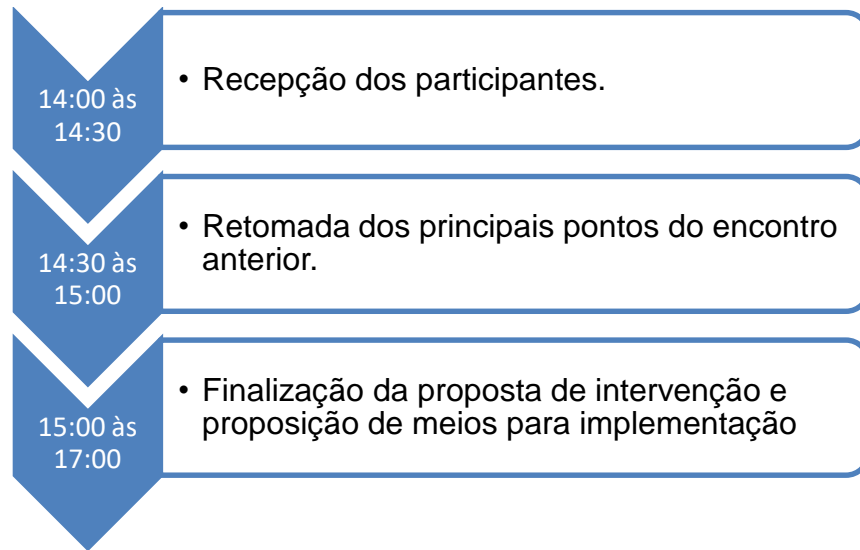 14:00 às
14:30
• Recepção dos participantes.
14:30 às
15:00
• Retomada dos principais pontos do encontro
anterior.
15:00 às
17:00
• Finalização da proposta de intervenção e
proposição de meios para implementação